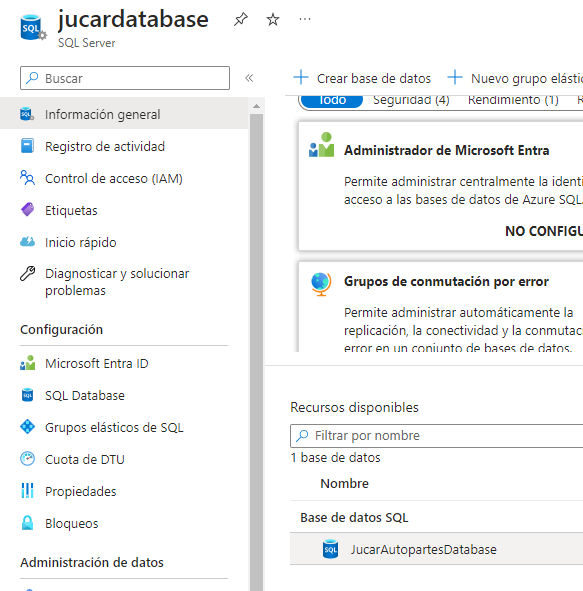 jucardatabase
SQL Server
Buscar
Información general
Registro de actividad
Control de acceso (IAM)
Etiquetas
Inicio rápido
Diagnosticar y solucionar
problemas
Configuración
Microsoft Entra ID
SQL Database
Grupos elásticos de SQL
Cuota de DTU
Propiedades
Bloqueos
Administración de datos
Crear base de datos
Nuevo grupo elástic
Todo
Seguridad (4)
Rendimiento (1)
R
Administrador de Microsoft Entra
Permite administrar centralmente la identi
acceso a las bases de datos de Azure SQL.
NO CONFIGU
Grupos de conmutación por error
Permite administrar automáticamente la
replicación, la conectividad y la conmutac
error en un conjunto de bases de datos.
Recursos disponibles
Filtrar por nombre
1 base de datos
Nombre
Base de datos SQL
JucarAutopartesDatabase